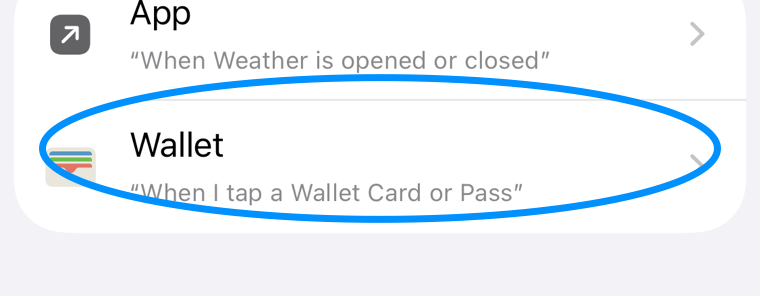 App
“When Weather is opened or closed”
Wallet
“When I tap a Wallet Card or Pass”